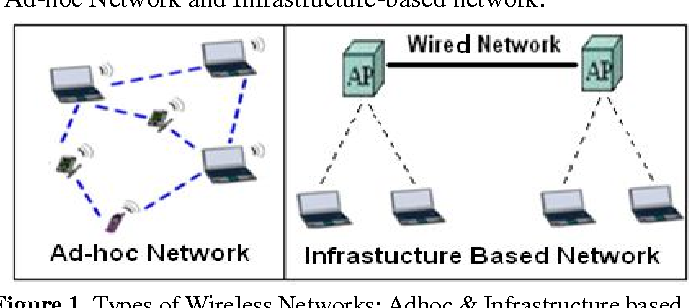 Ad-hoc Network and Infrastructure-based network.
Wired Network
AP
AP
Ad-hoc Network
Infrastucture Based Network
Figure 1. Types of Wireless Networks: Adhoc & Infrastructure based